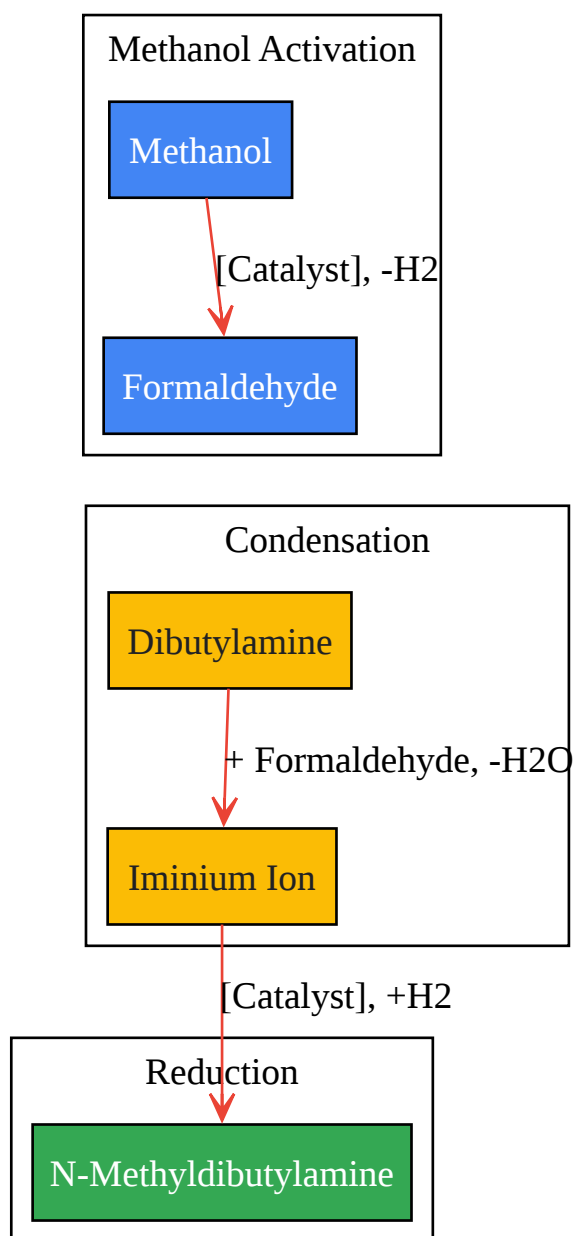 Methanol Activation
Methanol
[Catalyst], -H2
Formaldehyde
Condensation
Dibutylamine
+ Formaldehyde, -H2O
Iminium Ion
[Catalyst], +H2
Reduction
N-Methyldibutylamine